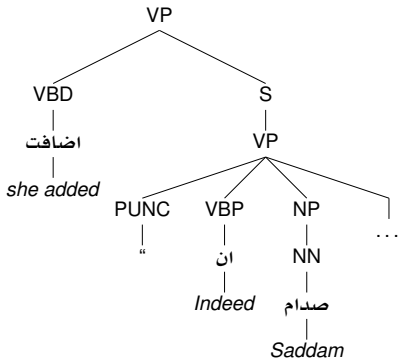 VP
VBD S
اضافت VP
she added
PUNC VBP NP ...
“ ان NN
Indeed صدام
Saddam